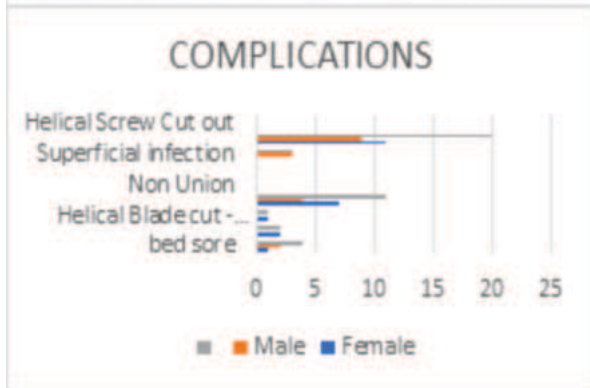 COMPLICATIONS
Helical Screw Cut out
Superficial infection
Non Union
Helical Blade cut -...
bed sore
0 5 10 15 20 25
Male Female